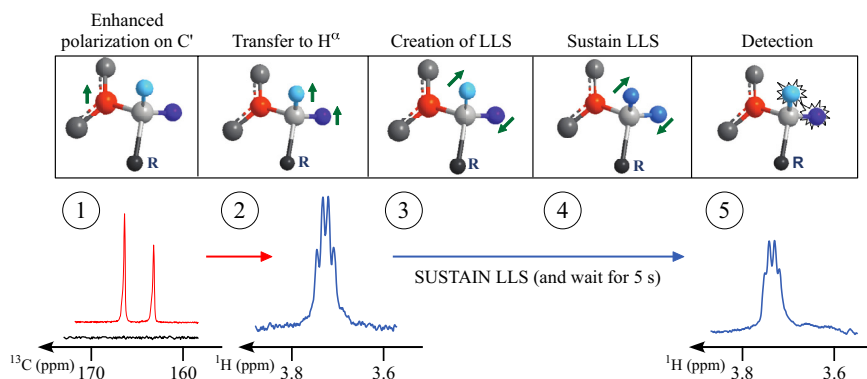 Enhanced
polarization on C'
Transfer to Hα
Creation of LLS
Sustain LLS
Detection
R
R
R
R
R
1
2
3
4
5
SUSTAIN LLS (and wait for 5 s)
13C (ppm)
170
160
1H (ppm)
3.8
3.6
1H (ppm)
3.8
3.6